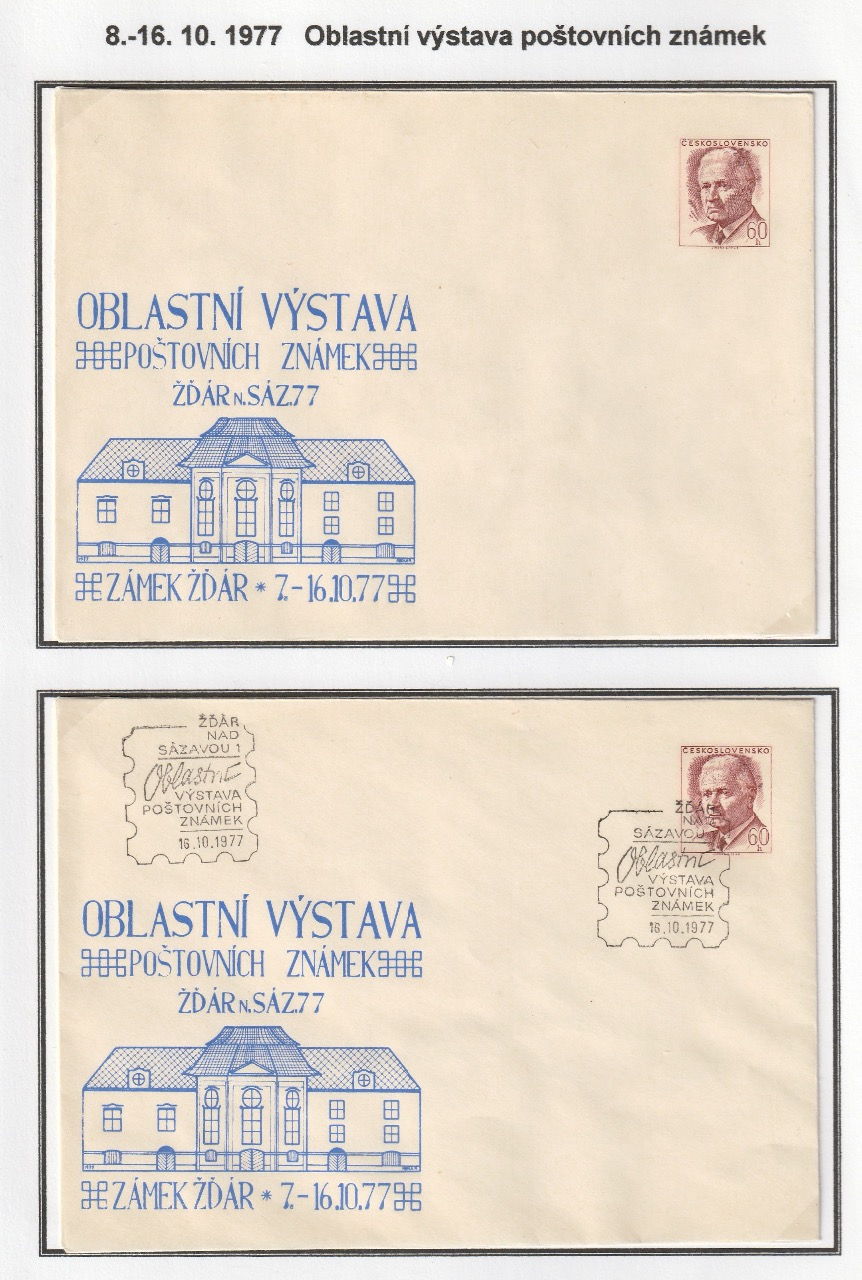 8.-16. 10. 1977 Oblastní výstava poštovních známek
ČESKOSLOVENSKO
60
h
OBLASTNÍ VÝSTAVA
POŠTOVNÍCH ZNÁMEK
ŽĎÁR N. SÁZ. 77
1977
ZÁMEK ŽĎÁR * 7.-16.10.77
ŽĎÁR
NAD
SÁZAVOU 1
Oblastní
VÝSTAVA
POŠTOVNÍCH
ZNÁMEK
16.10.1977
ČESKOSLOVENSKO
60
h
ŽĎÁR
NAD
SÁZAVOU
Oblastní
VÝSTAVA
POŠTOVNÍCH
ZNÁMEK
16.10.1977
OBLASTNÍ VÝSTAVA
POŠTOVNÍCH ZNÁMEK
ŽĎÁR N. SÁZ. 77
1977
ZÁMEK ŽĎÁR * 7.-16.10.77